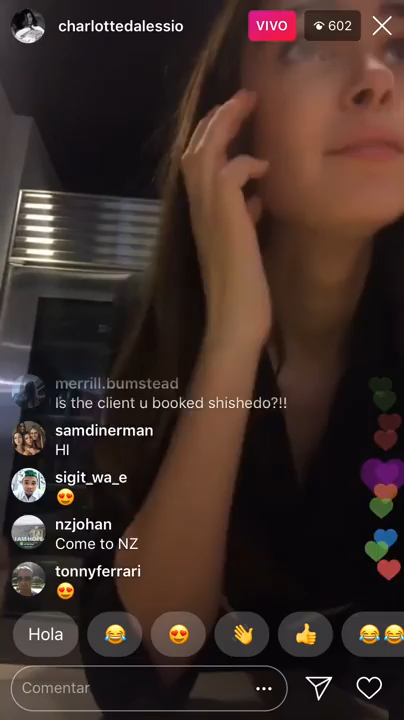 charlottedalessio
VIVO
602
merrill.bumstead
Is the client u booked shishedo?!!
samdinerman
HI
sigit_wa_e
😍
nzjohan
Come to NZ
tonnyferrari
😍
Hola 😂 😍 👋 👍 😂😂
Comentar